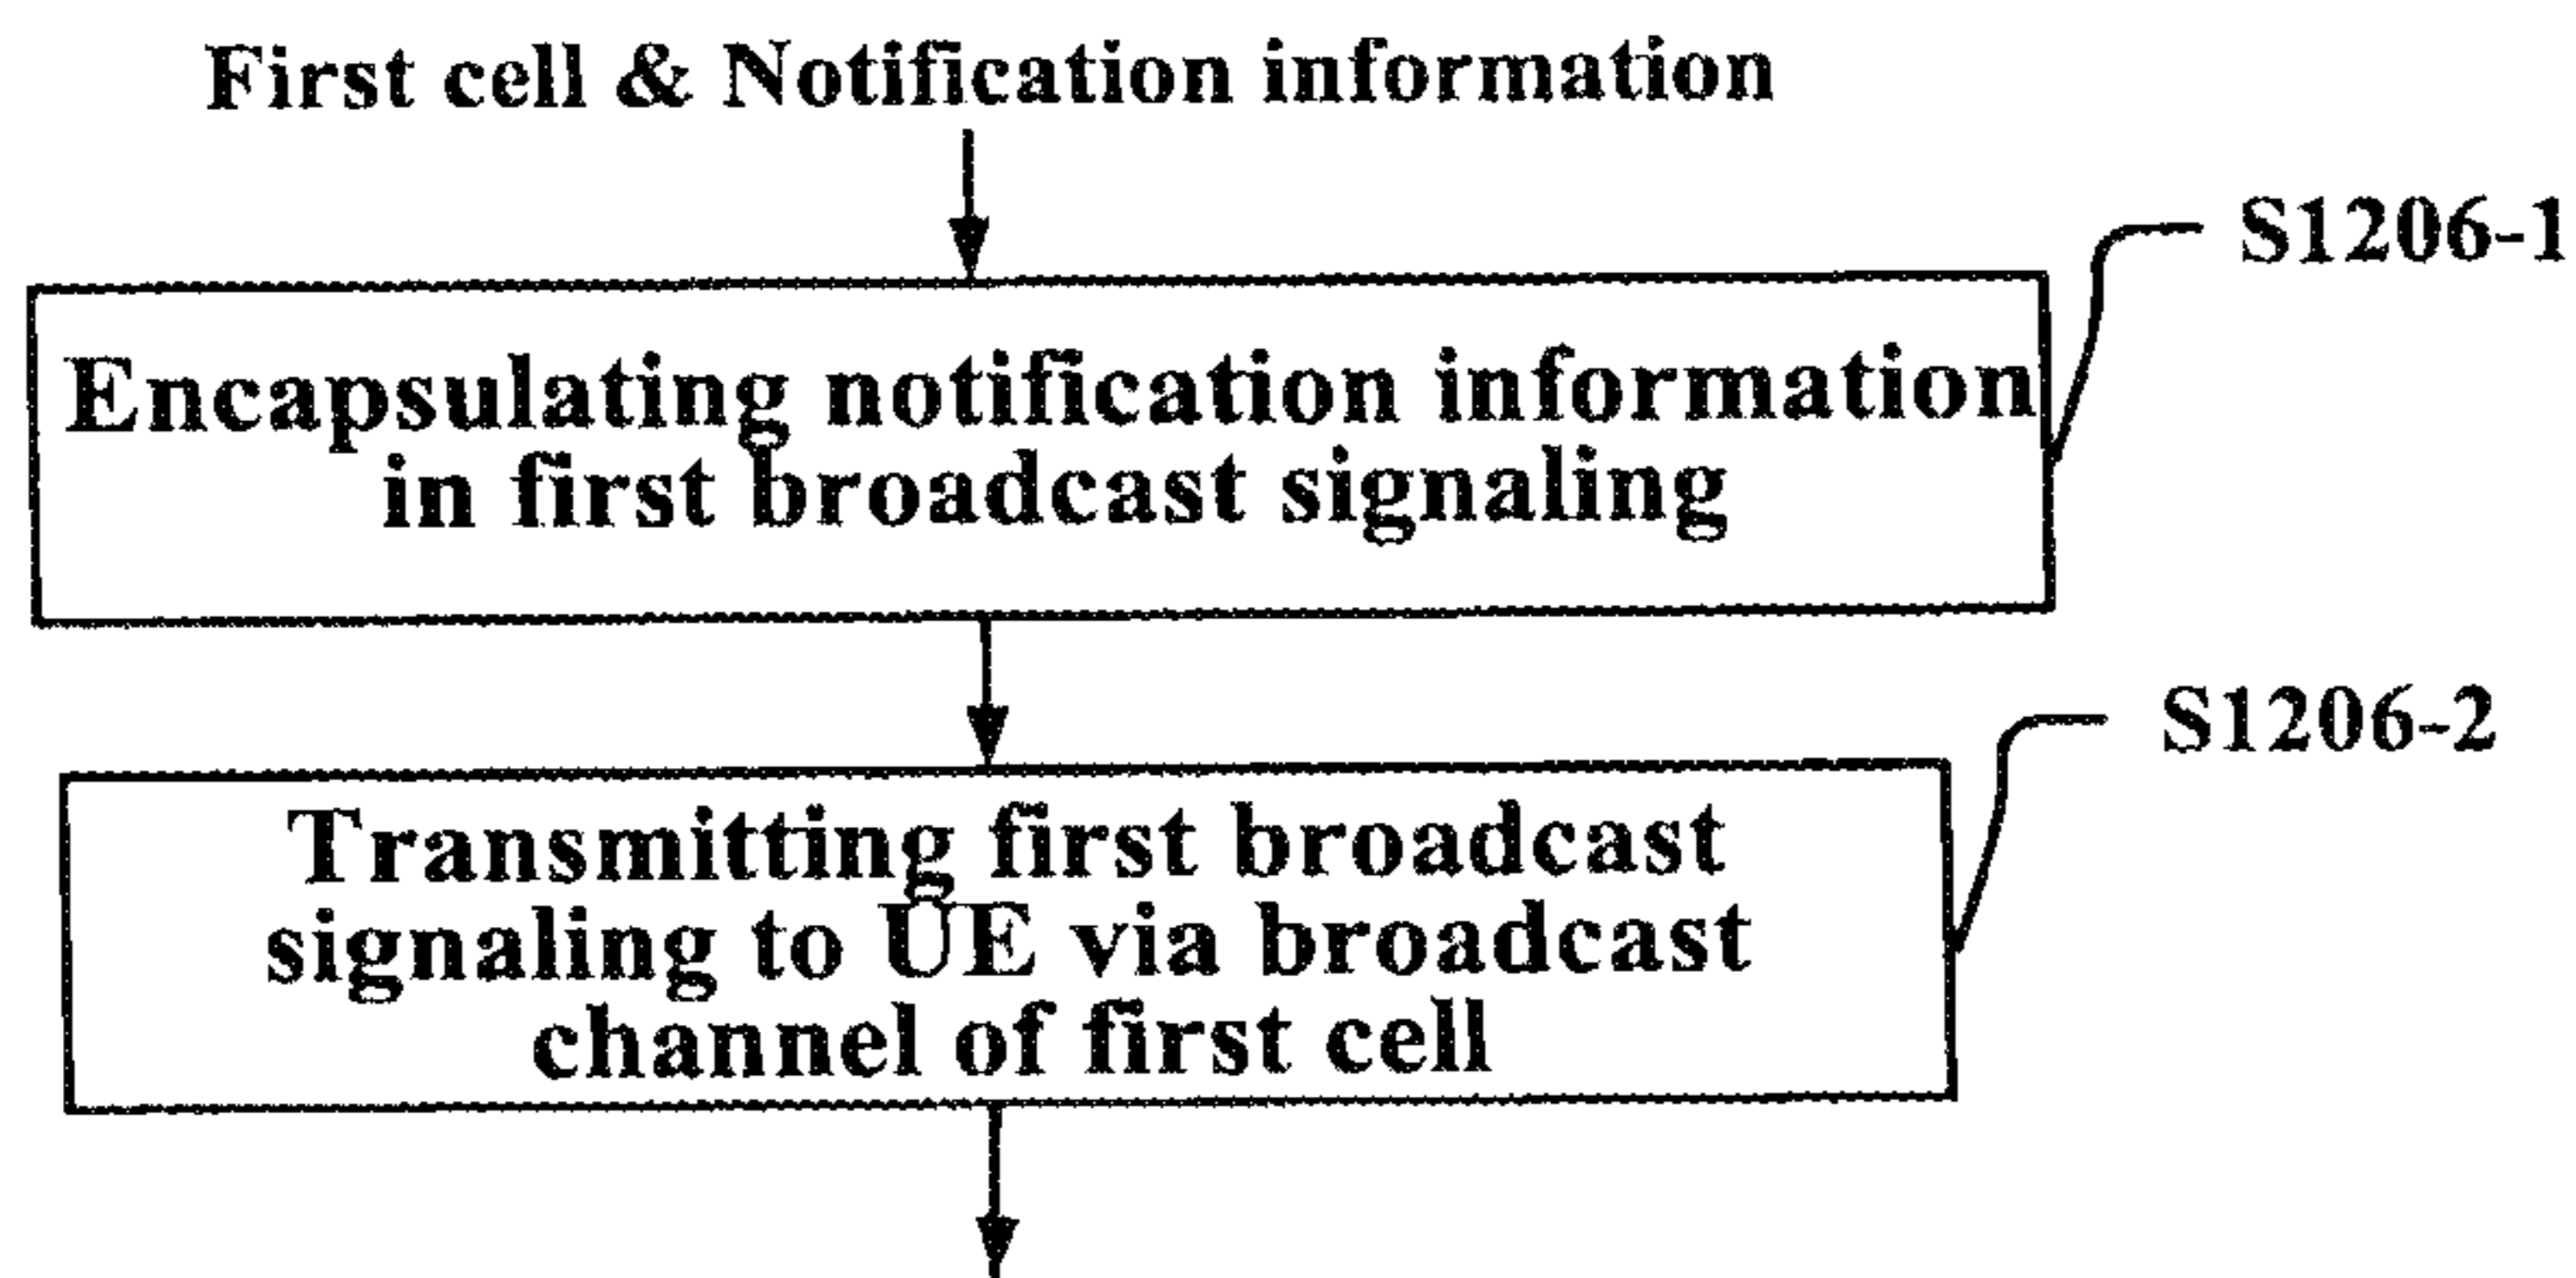 First cell & Notification information
S1206-1
Encapsulating notification information
in first broadcast signaling
S1206-2
Transmitting first broadcast
signaling to UE via broadcast
channel of first cell